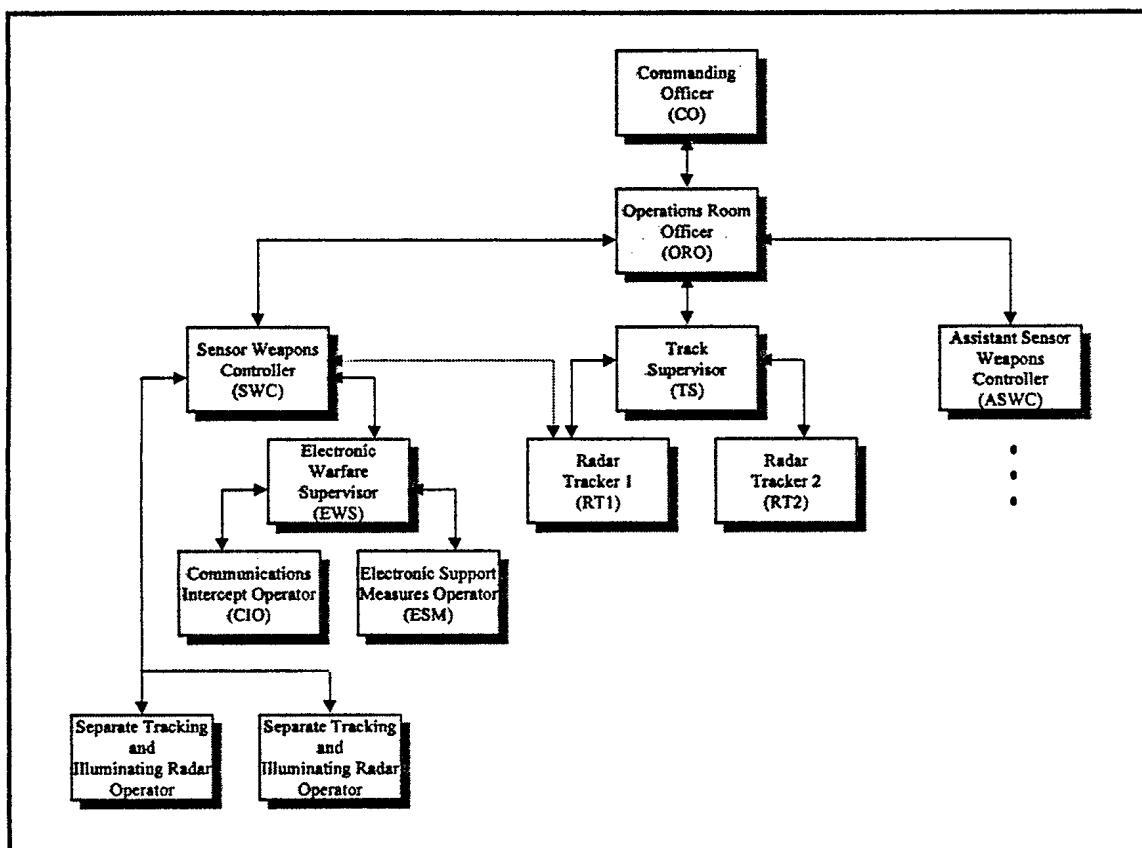 Commanding
Officer
(CO)
Operations Room
Officer
(ORO)
Sensor Weapons
Controller
(SWC)
Track
Supervisor
(TS)
Assistant Sensor
Weapons
Controller
(ASWC)
Electronic
Warfare
Supervisor
(EWS)
Radar
Tracker 1
(RT1)
Radar
Tracker 2
(RT2)
Communications
Intercept Operator
(CIO)
Electronic Support
Measures Operator
(ESM)
Separate Tracking
and
Illuminating Radar
Operator
Separate Tracking
and
Illuminating Radar
Operator